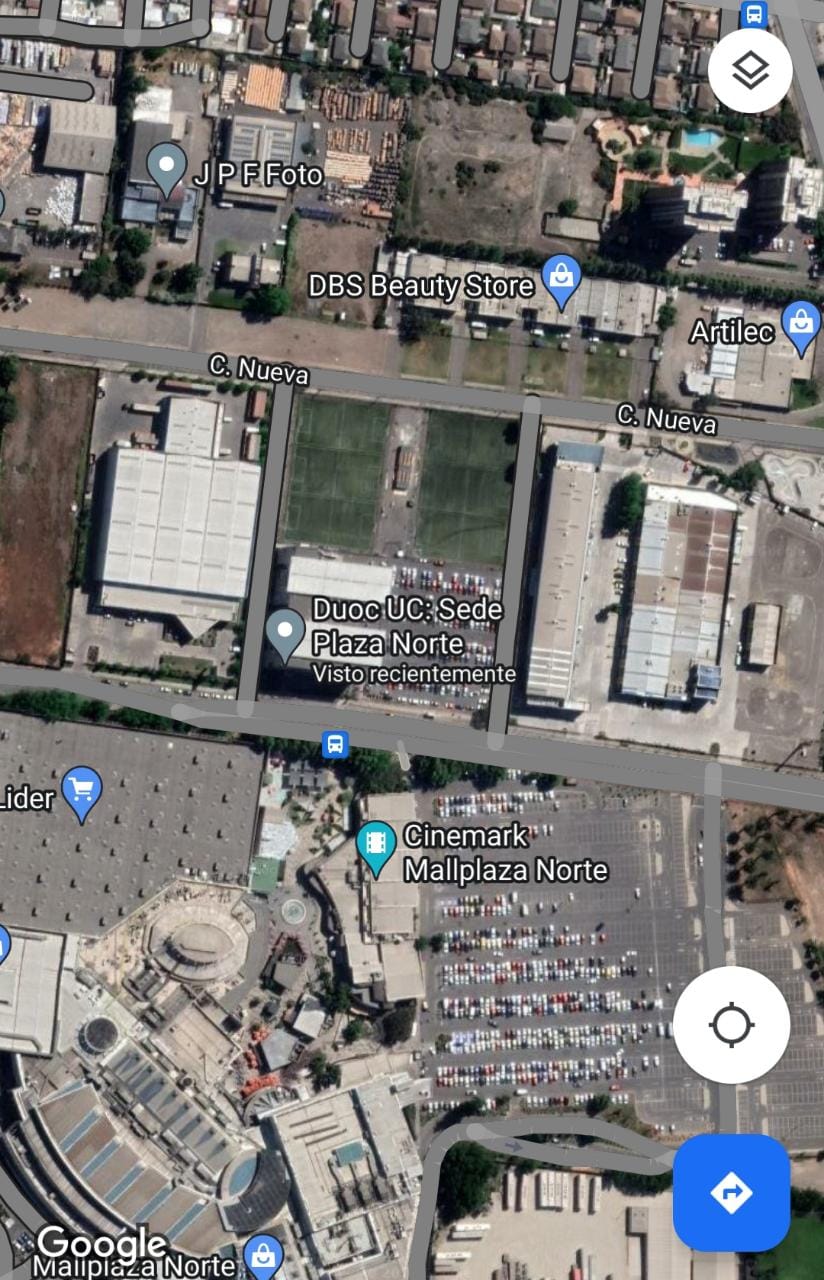 J P F Foto
DBS Beauty Store
Artilec
C. Nueva
C. Nueva
Duoc UC: Sede
Plaza Norte
Visto recientemente
Lider
Cinemark
Mallplaza Norte
Google
Mallplaza Norte